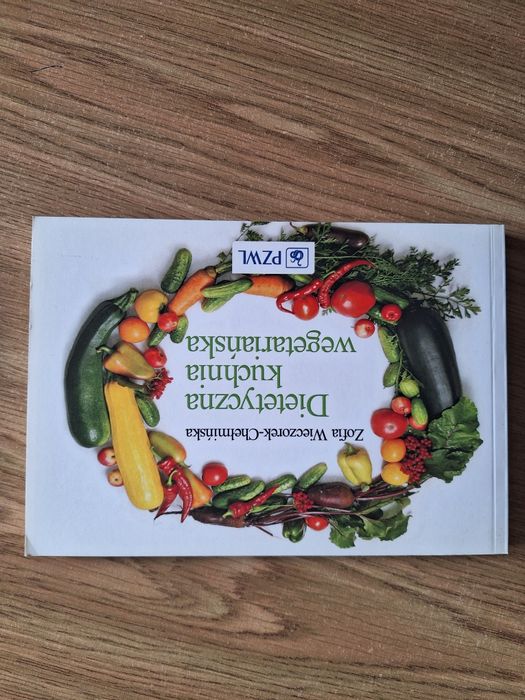 Zofia Wieczorek-Chełmińska
Dietetyczna
kuchnia
wegetariańska
PZWL